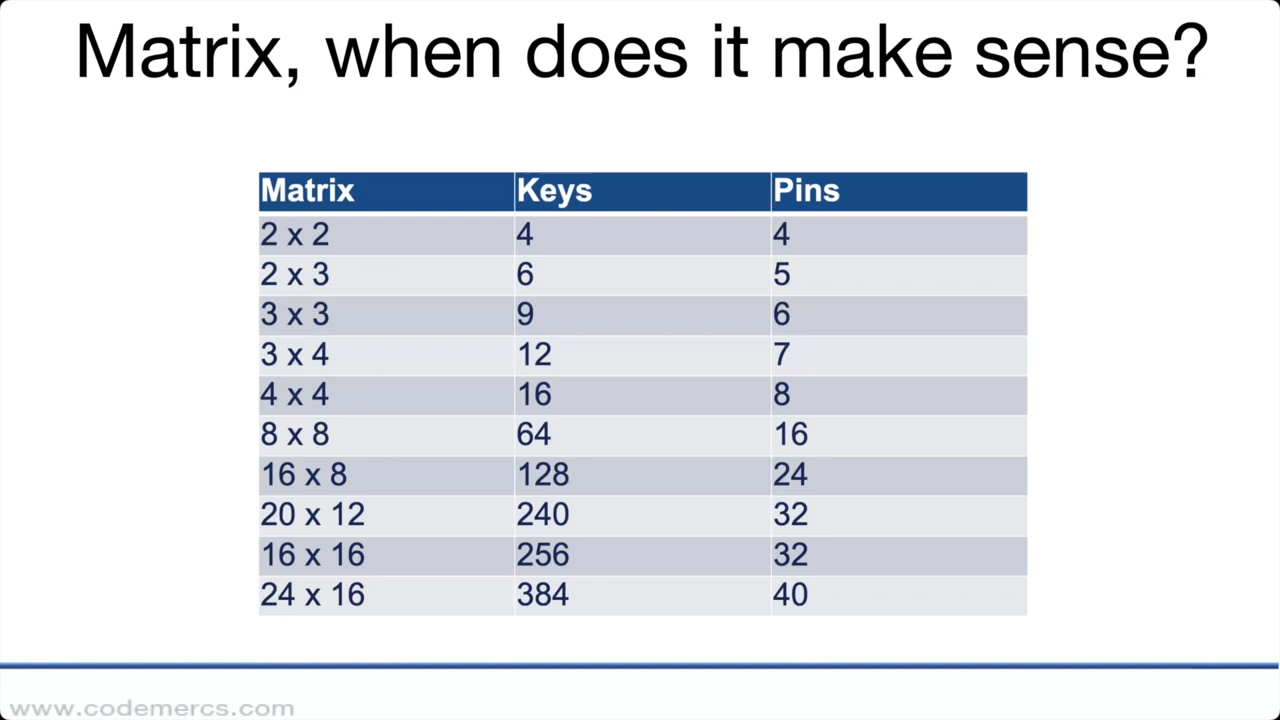 Matrix, when does it make sense?
Matrix Keys Pins
2 x 2 4 4
2 x 3 6 5
3 x 3 9 6
3 x 4 12 7
4 x 4 16 8
8 x 8 64 16
16 x 8 128 24
20 x 12 240 32
16 x 16 256 32
24 x 16 384 40
www.codemercs.com